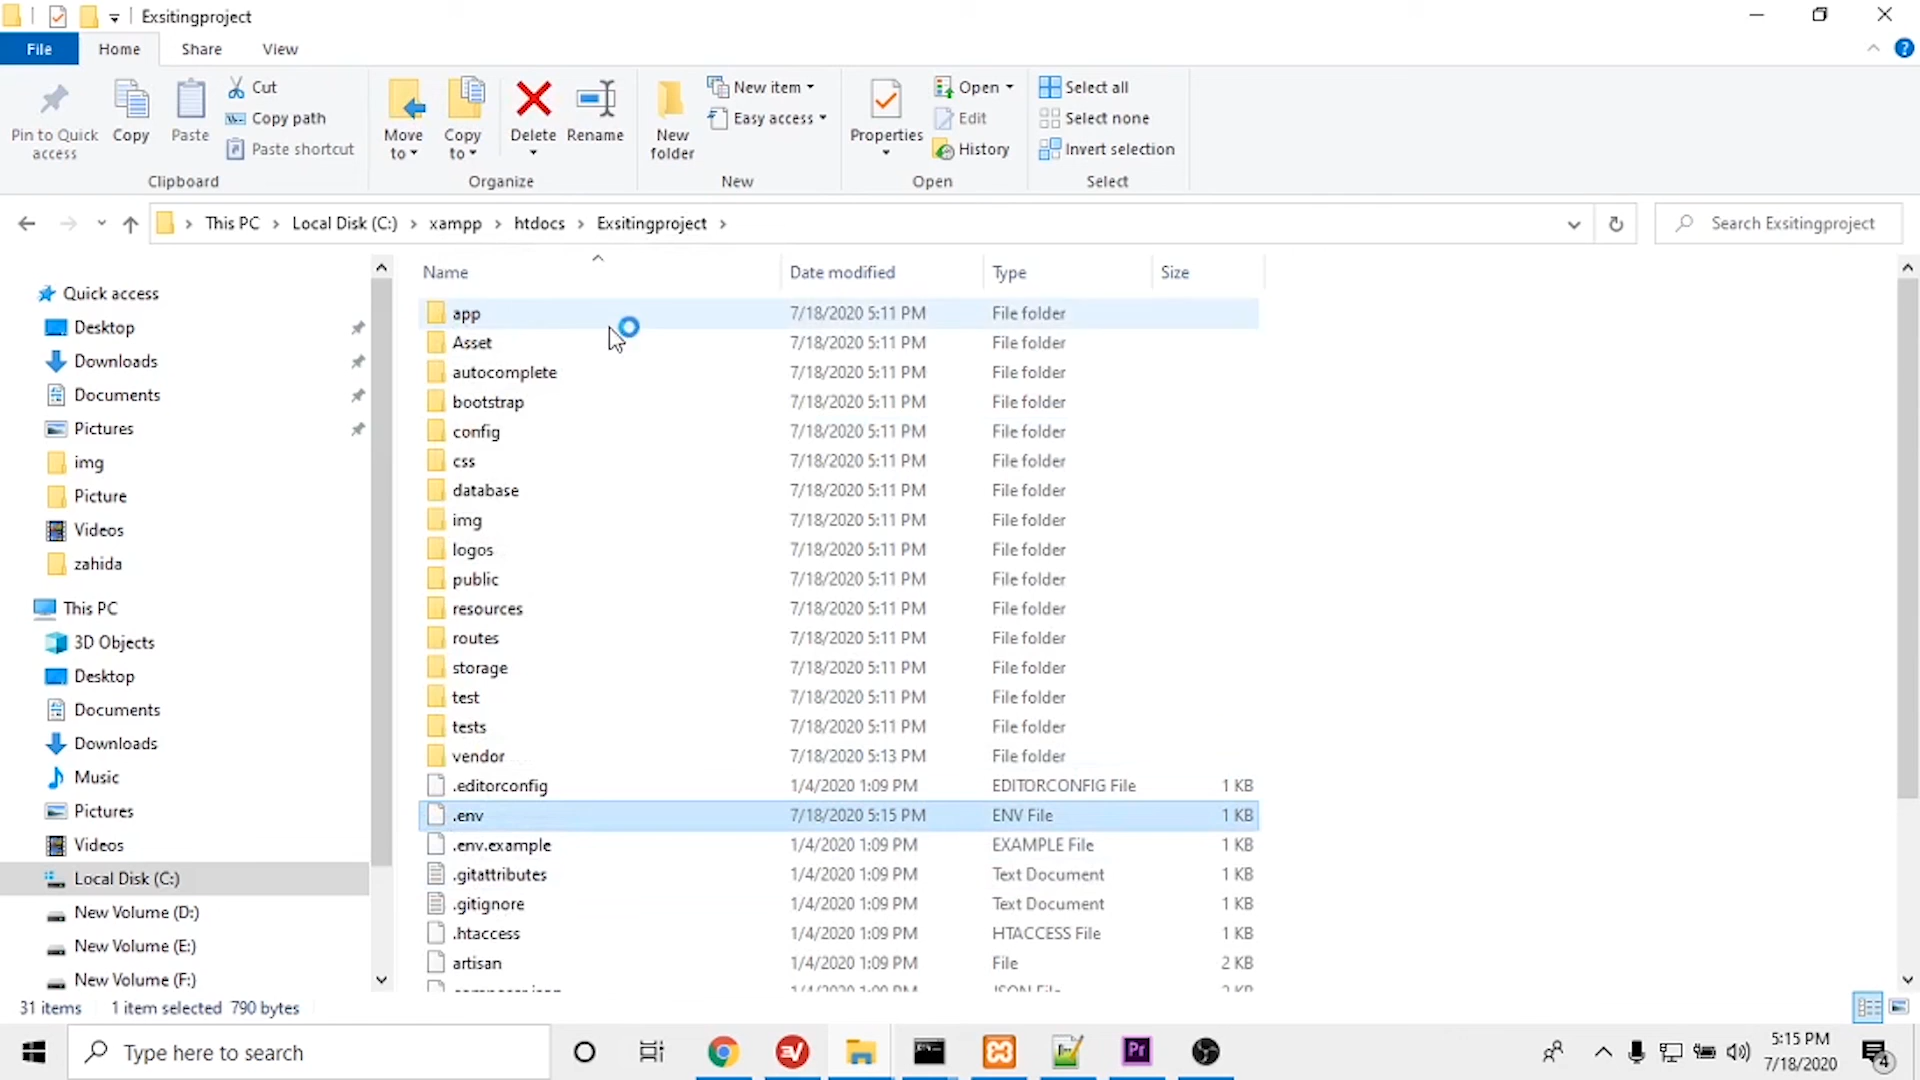 Exsitingproject
File Home Share View
Pin to Quick access
Copy
Paste
Cut
Copy path
Paste shortcut
Clipboard
Move to
Copy to
Delete
Rename
Organize
New folder
New item
Easy access
New
Properties
Open
Edit
History
Open
Select all
Select none
Invert selection
Select
This PC > Local Disk (C:) > xampp > htdocs > Exsitingproject >
Search Exsitingproject
Quick access
Desktop
Downloads
Documents
Pictures
img
Picture
Videos
zahida
This PC
3D Objects
Desktop
Documents
Downloads
Music
Pictures
Videos
Local Disk (C:)
New Volume (D:)
New Volume (E:)
New Volume (F:)
Name Date modified Type Size
app 7/18/2020 5:11 PM File folder
Asset 7/18/2020 5:11 PM File folder
autocomplete 7/18/2020 5:11 PM File folder
bootstrap 7/18/2020 5:11 PM File folder
config 7/18/2020 5:11 PM File folder
css 7/18/2020 5:11 PM File folder
database 7/18/2020 5:11 PM File folder
img 7/18/2020 5:11 PM File folder
logos 7/18/2020 5:11 PM File folder
public 7/18/2020 5:11 PM File folder
resources 7/18/2020 5:11 PM File folder
routes 7/18/2020 5:11 PM File folder
storage 7/18/2020 5:11 PM File folder
test 7/18/2020 5:11 PM File folder
tests 7/18/2020 5:11 PM File folder
vendor 7/18/2020 5:13 PM File folder
.editorconfig 1/4/2020 1:09 PM EDITORCONFIG File 1 KB
.env 7/18/2020 5:15 PM ENV File 1 KB
.env.example 1/4/2020 1:09 PM EXAMPLE File 1 KB
.gitattributes 1/4/2020 1:09 PM Text Document 1 KB
.gitignore 1/4/2020 1:09 PM Text Document 1 KB
.htaccess 1/4/2020 1:09 PM HTACCESS File 1 KB
artisan 1/4/2020 1:09 PM File 2 KB
31 items 1 item selected 790 bytes
Type here to search
Pr
5:15 PM
7/18/2020
4